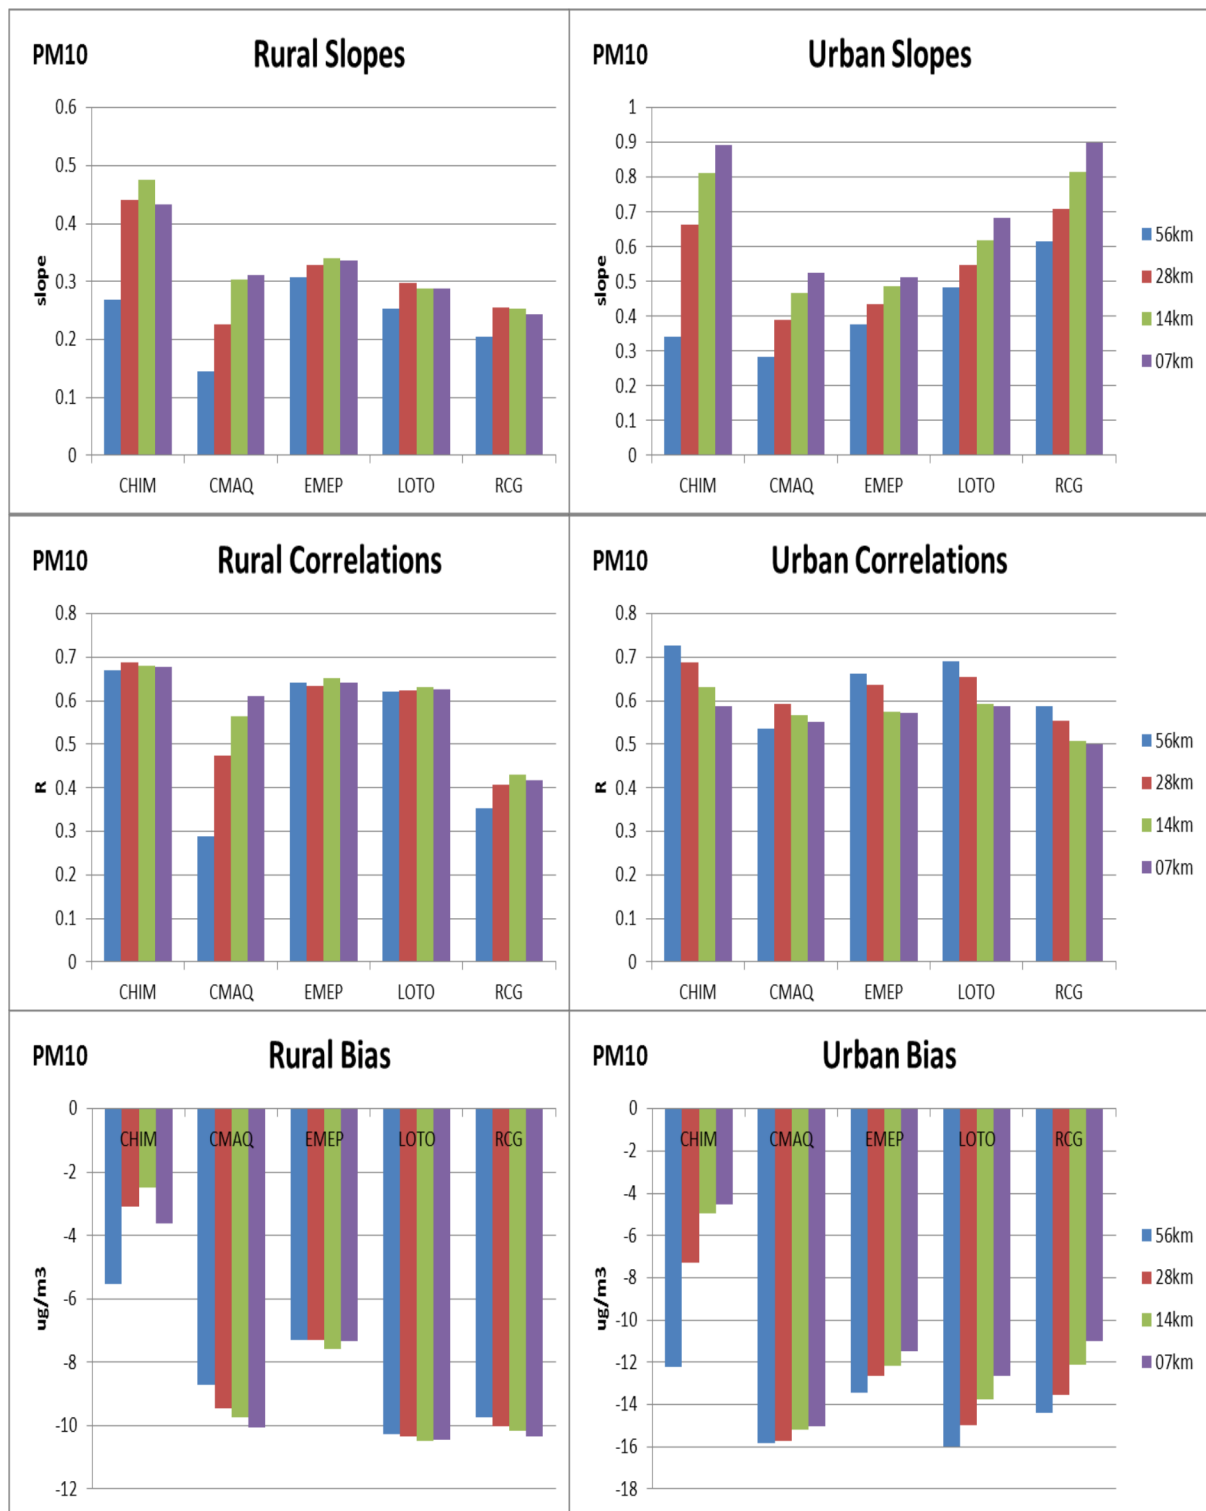 PM10 Rural Slopes
0.6
0.5
0.4
0.3
0.2
0.1
0
slope
CHIM CMAQ EMEP LOTO RCG
PM10 Urban Slopes
1
0.9
0.8
0.7
0.6
0.5
0.4
0.3
0.2
0.1
0
slope
CHIM CMAQ EMEP LOTO RCG
56km
28km
14km
07km
PM10 Rural Correlations
0.8
0.7
0.6
0.5
0.4
0.3
0.2
0.1
0
R
CHIM CMAQ EMEP LOTO RCG
PM10 Urban Correlations
0.8
0.7
0.6
0.5
0.4
0.3
0.2
0.1
0
R
CHIM CMAQ EMEP LOTO RCG
56km
28km
14km
07km
PM10 Rural Bias
0
-2
-4
-6
-8
-10
-12
ug/m3
CHIM CMAQ EMEP LOTO RCG
PM10 Urban Bias
0
-2
-4
-6
-8
-10
-12
-14
-16
-18
ug/m3
CHIM CMAQ EMEP LOTO RCG
56km
28km
14km
07km